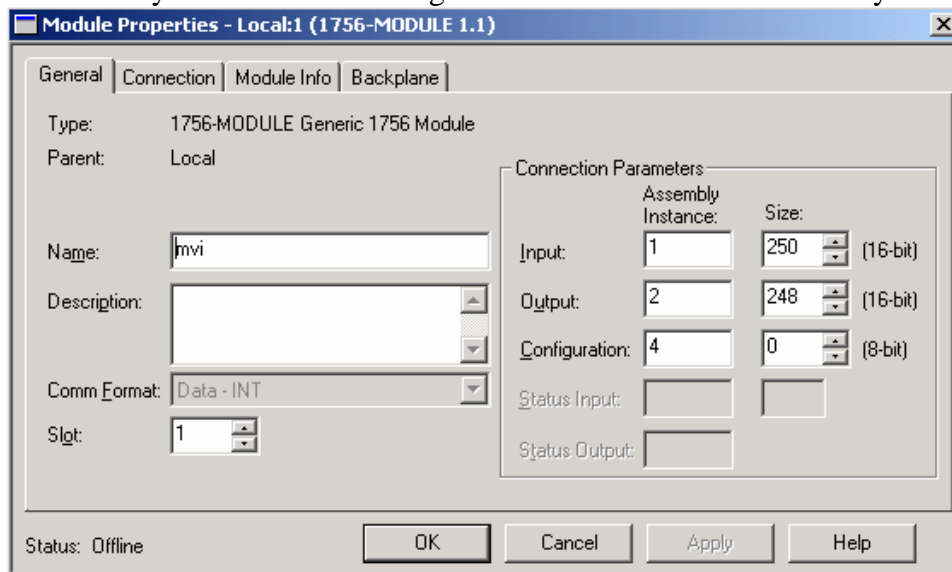 Module Properties - Local:1 (1756-MODULE 1.1)
General Connection Module Info Backplane
Type: 1756-MODULE Generic 1756 Module
Parent: Local
Connection Parameters
Assembly
Instance: Size:
Name: mvi
Input: 1 250 (16-bit)
Description:
Output: 2 248 (16-bit)
Configuration: 4 0 (8-bit)
Comm Format: Data - INT
Status Input:
Slot: 1
Status Output:
Status: Offline OK Cancel Apply Help